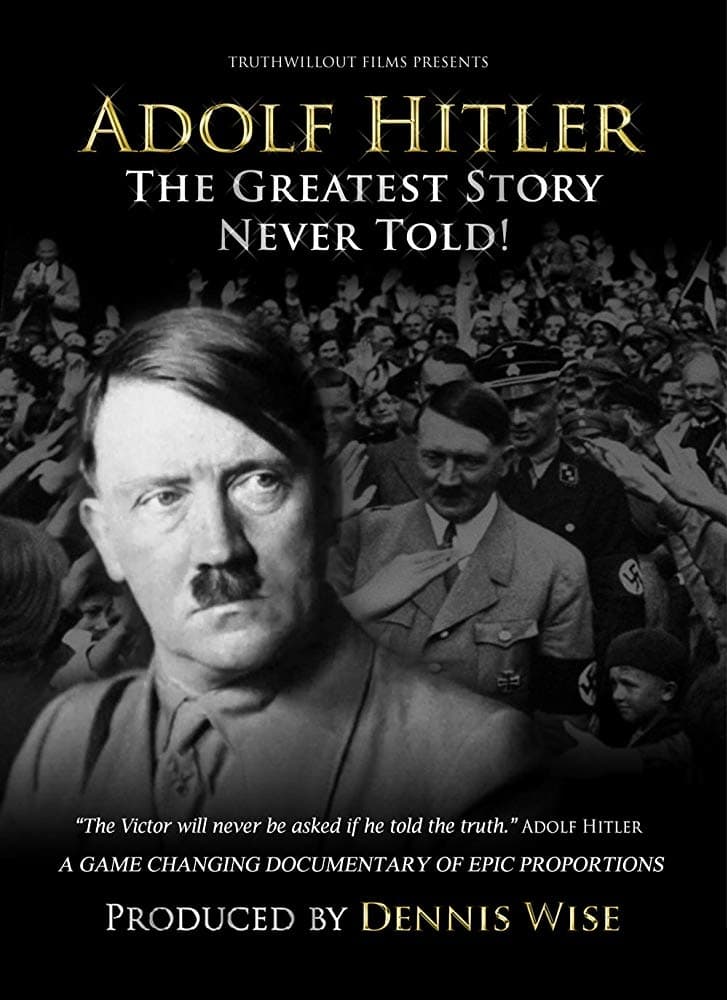 TRUTHWILLOUT FILMS PRESENTS
ADOLF HITLER
THE GREATEST STORY
NEVER TOLD!
“The Victor will never be asked if he told the truth.” ADOLF HITLER
A GAME CHANGING DOCUMENTARY OF EPIC PROPORTIONS
PRODUCED BY DENNIS WISE